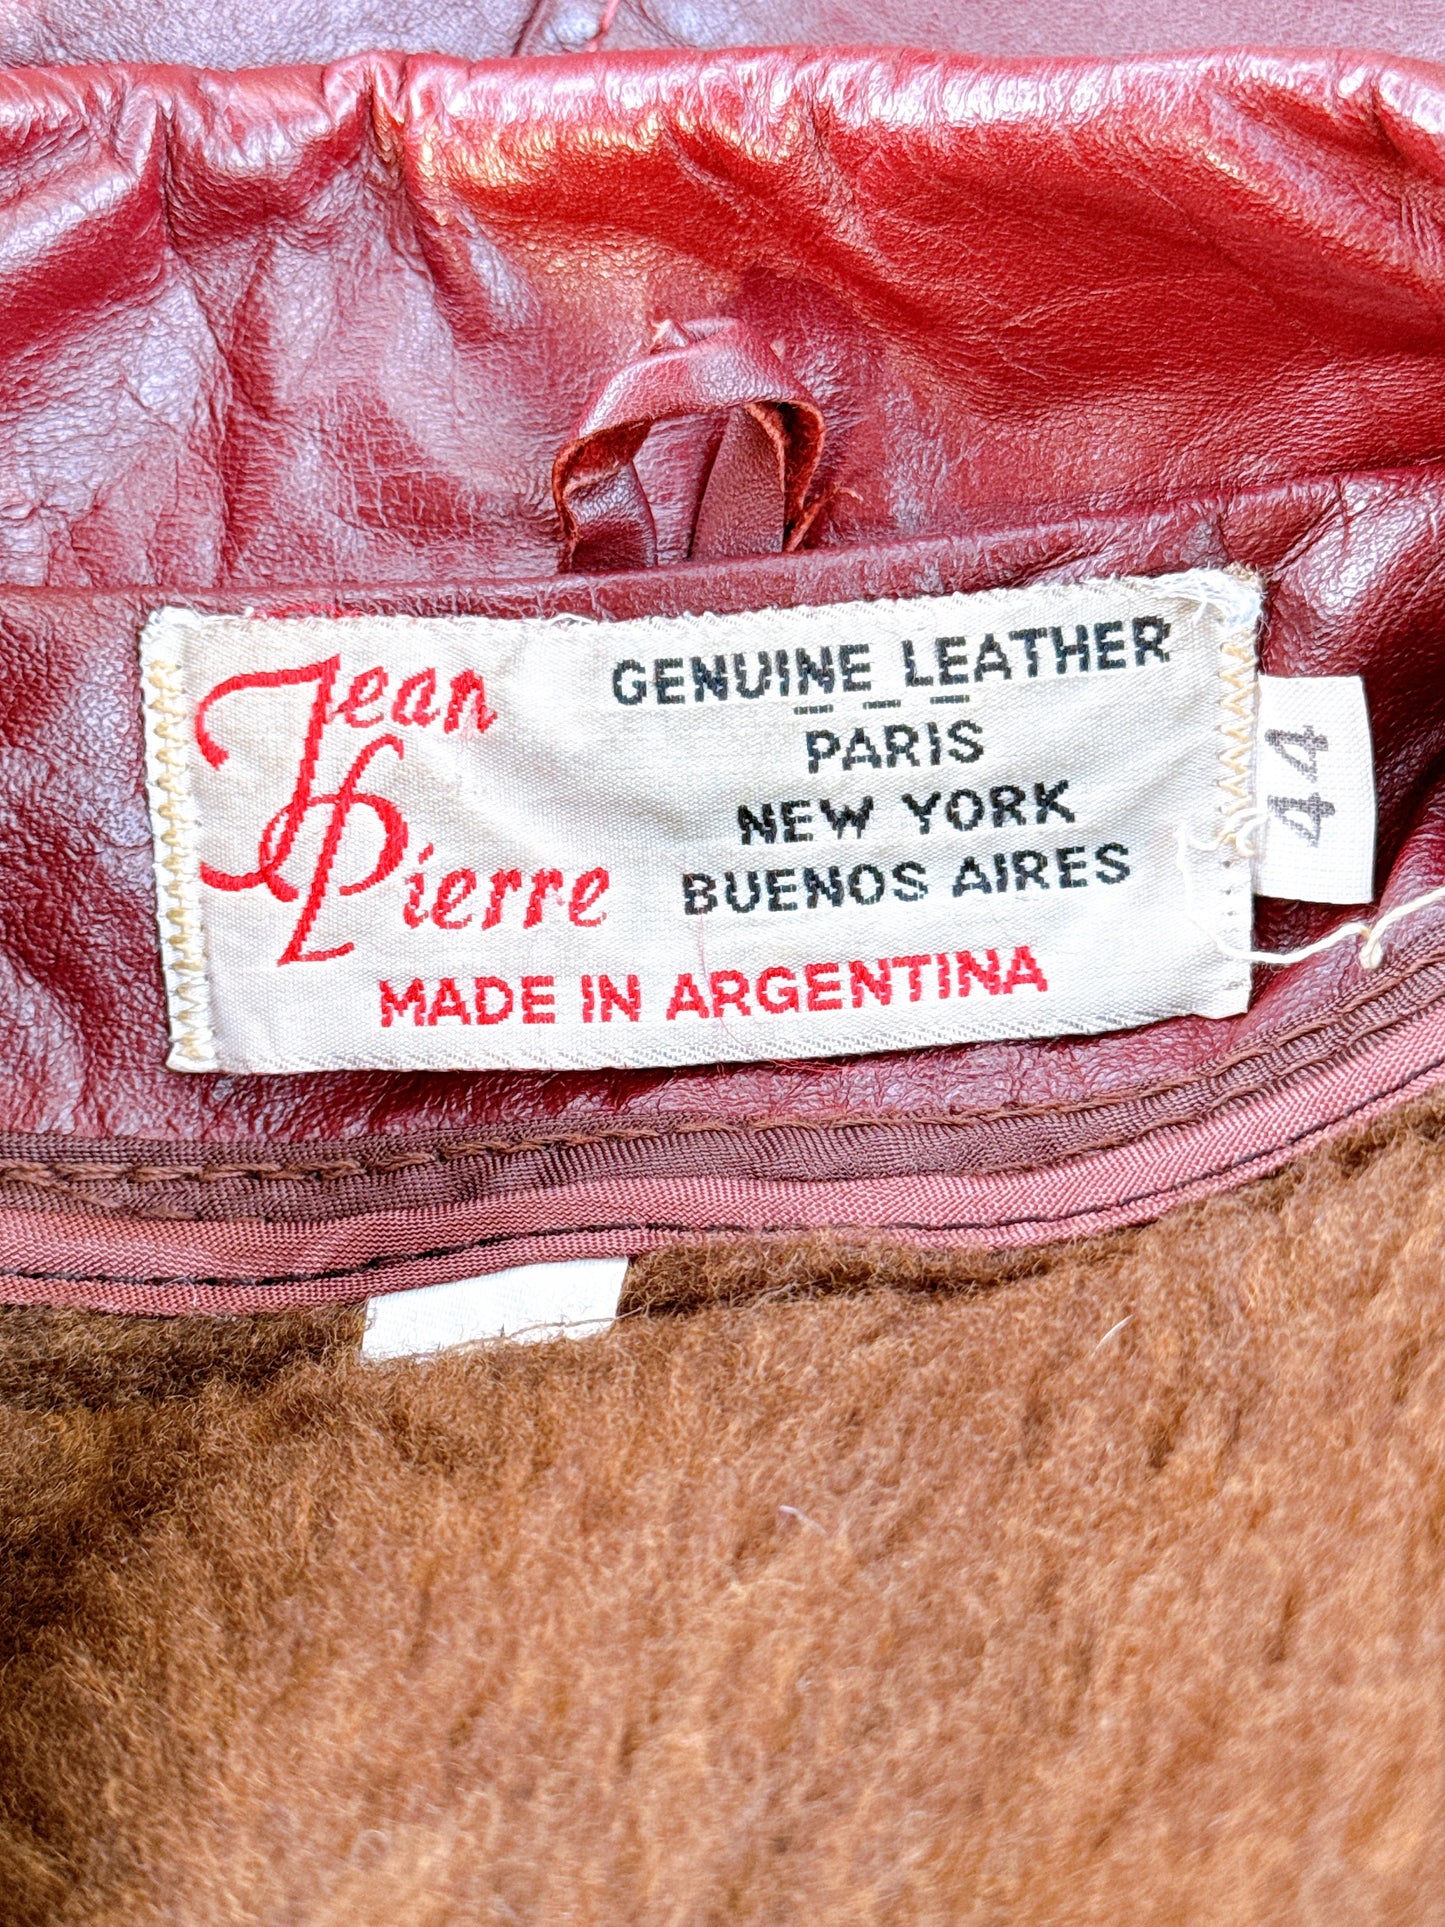 Jean
Pierre
GENUINE LEATHER
PARIS
NEW YORK
BUENOS AIRES
MADE IN ARGENTINA
44